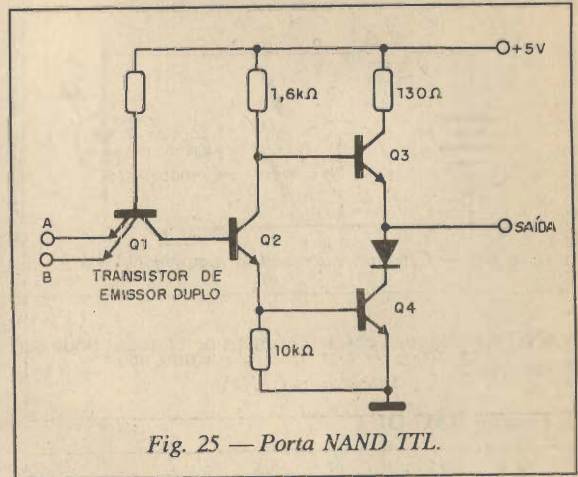 +5V
1,6kΩ
130Ω
Q3
A
Q1
Q2
SAÍDA
B
TRANSISTOR DE
EMISSOR DUPLO
Q4
10kΩ
Fig. 25 — Porta NAND TTL.